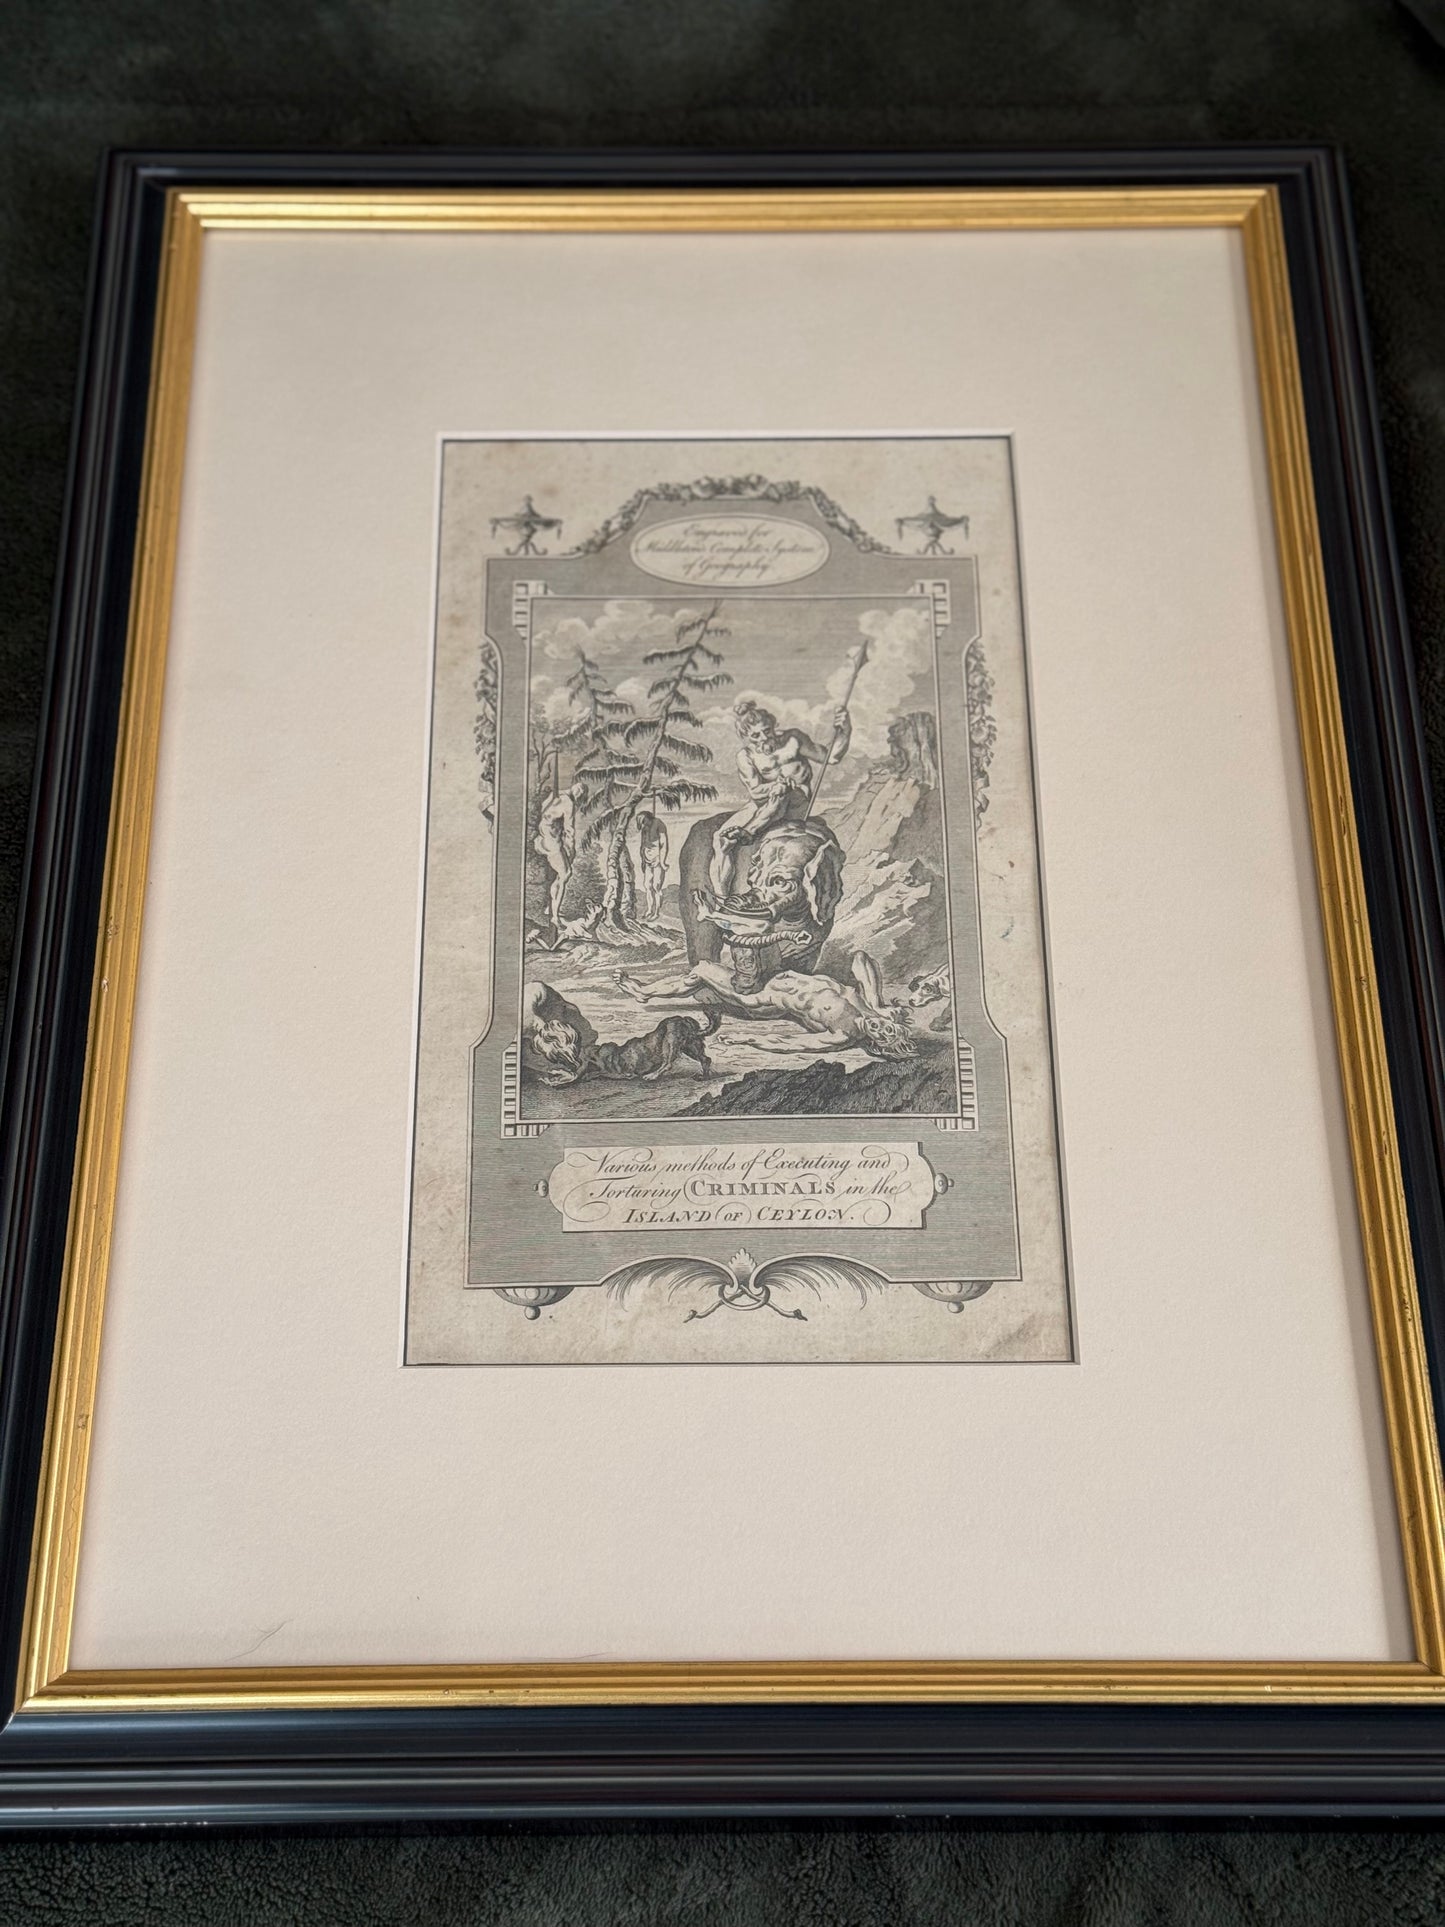 Engraved for
Middleton's Complete System
of Geography.
Various methods of Executing and
Torturing CRIMINALS in the
ISLAND OF CEYLON.